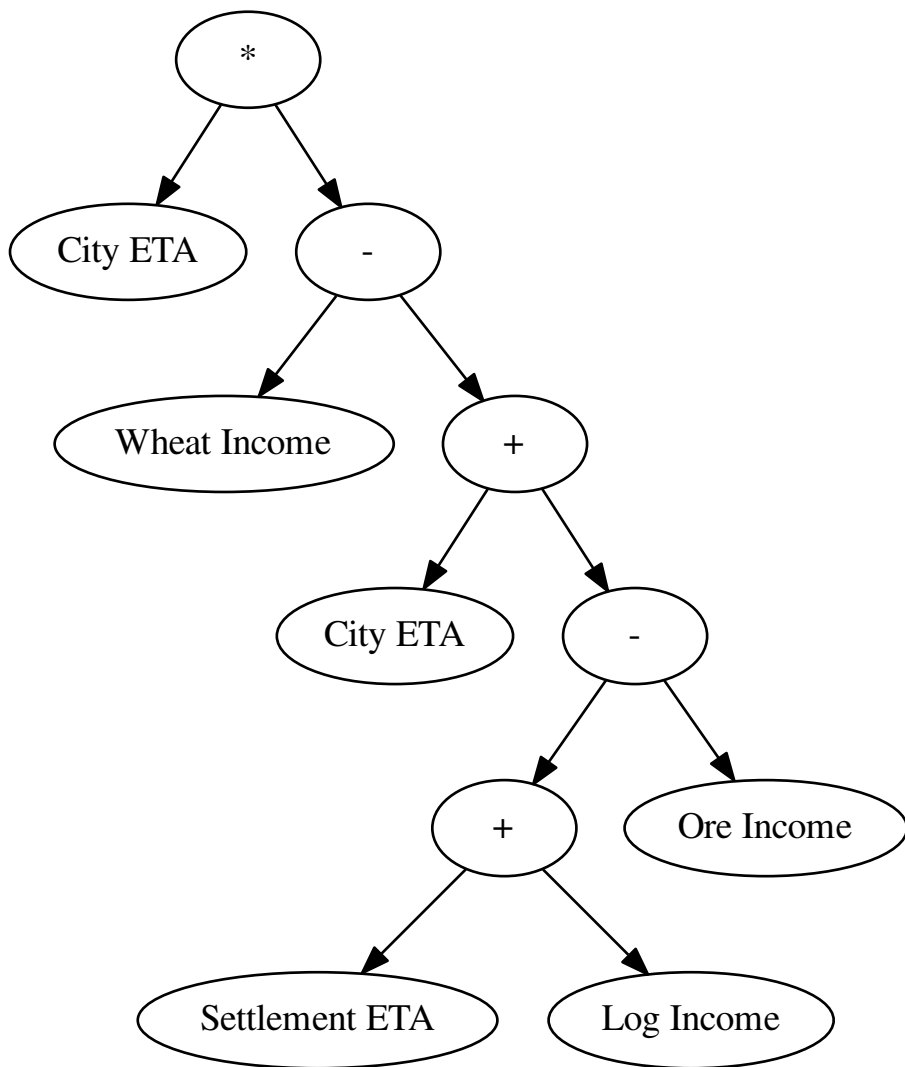 *
City ETA
-
Wheat Income
+
City ETA
-
+
Ore Income
Settlement ETA
Log Income